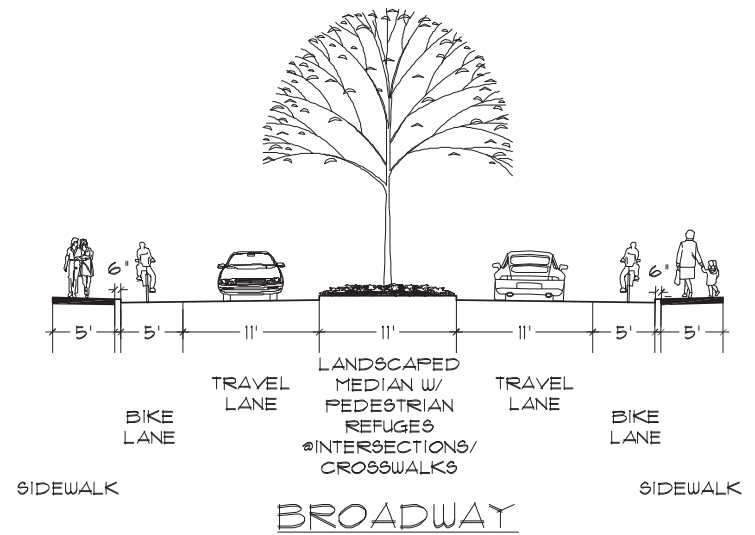 6" 6"
5' 5' 11' 11' 11' 5' 5'
LANDSCAPED
MEDIAN W/
PEDESTRIAN
REFUGES
@INTERSECTIONS/
CROSSWALKS
TRAVEL
LANE
TRAVEL
LANE
BIKE
LANE
BIKE
LANE
SIDEWALK
SIDEWALK
BROADWAY